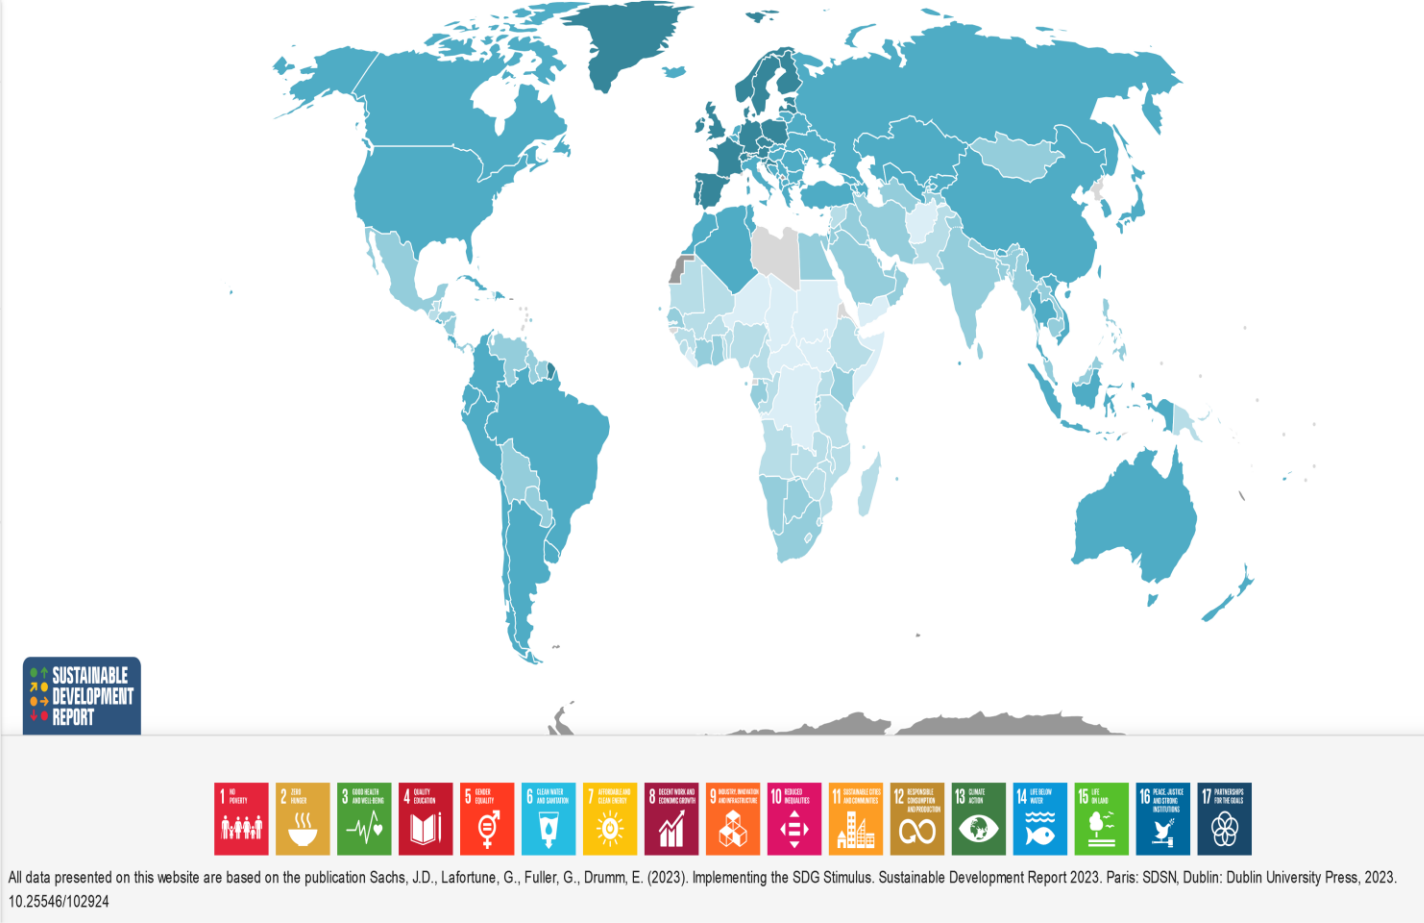 SUSTAINABLE
DEVELOPMENT
REPORT
1 NO
POVERTY
2 ZERO
HUNGER
3 GOOD HEALTH
AND WELL-BEING
4 QUALITY
EDUCATION
5 GENDER
EQUALITY
6 CLEAN WATER
AND SANITATION
7 AFFORDABLE AND
CLEAN ENERGY
8 DECENT WORK AND
ECONOMIC GROWTH
9 INDUSTRY, INNOVATION
AND INFRASTRUCTURE
10 REDUCED
INEQUALITIES
11 SUSTAINABLE CITIES
AND COMMUNITIES
12 RESPONSIBLE
CONSUMPTION
AND PRODUCTION
13 CLIMATE
ACTION
14 LIFE BELOW
WATER
15 LIFE
ON LAND
16 PEACE, JUSTICE
AND STRONG
INSTITUTIONS
17 PARTNERSHIPS
FOR THE GOALS
All data presented on this website are based on the publication Sachs, J.D., Lafortune, G., Fuller, G., Drumm, E. (2023). Implementing the SDG Stimulus. Sustainable Development Report 2023. Paris: SDSN, Dublin: Dublin University Press, 2023.
10.25546/102924